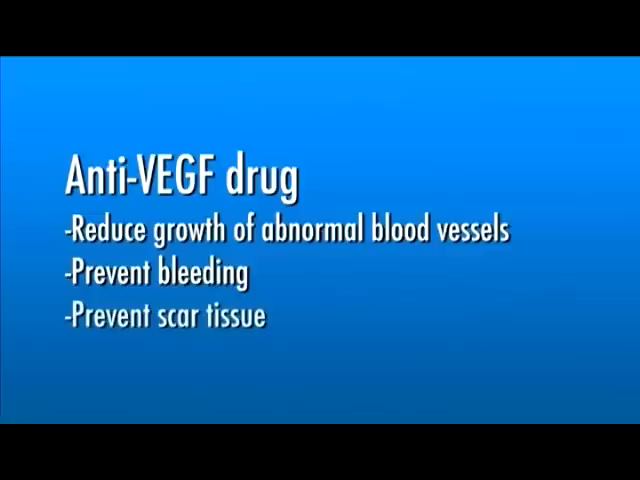 Anti-VEGF drug
-Reduce growth of abnormal blood vessels
-Prevent bleeding
-Prevent scar tissue